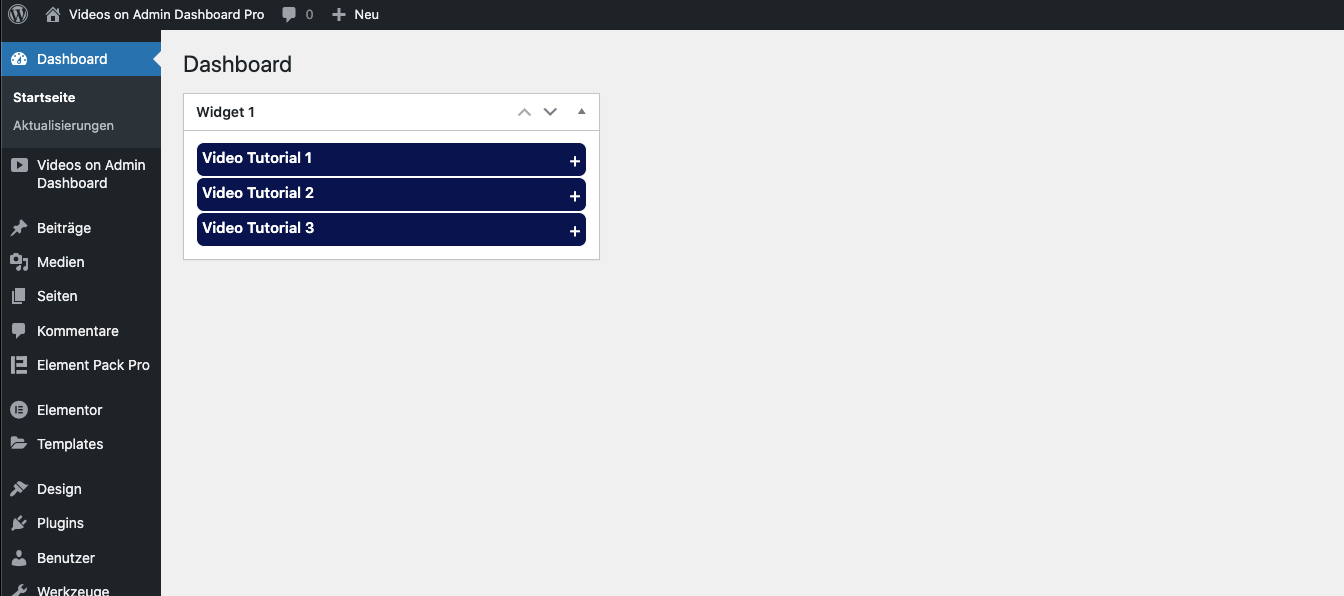 Videos on Admin Dashboard Pro 0 Neu
Dashboard
Startseite
Aktualisierungen
Videos on Admin
Dashboard
Beiträge
Medien
Seiten
Kommentare
Element Pack Pro
Elementor
Templates
Design
Plugins
Benutzer
Werkzeuge
Dashboard
Widget 1
Video Tutorial 1
Video Tutorial 2
Video Tutorial 3